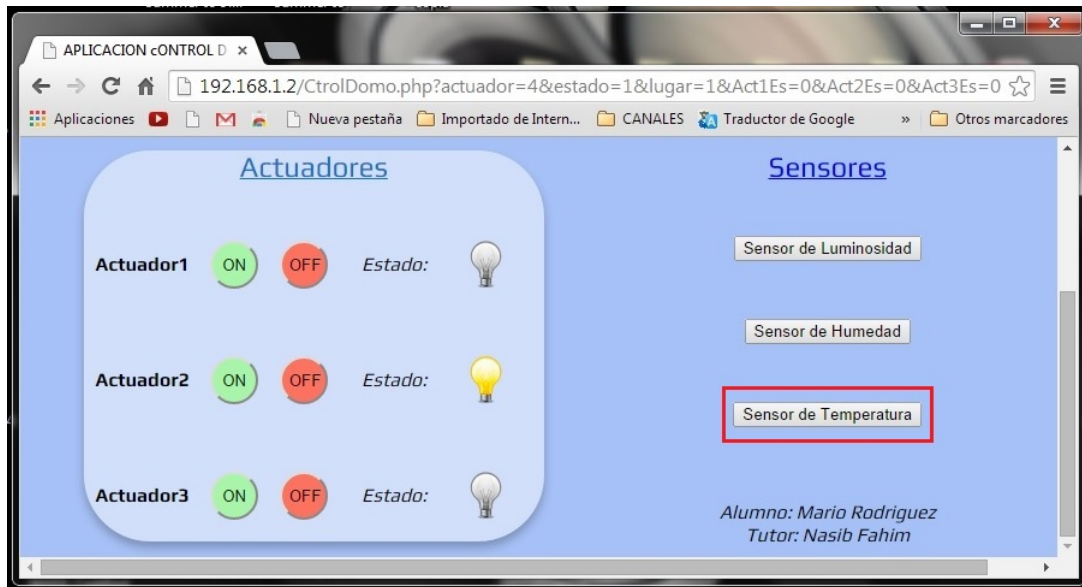 APLICACION cONTROL D
192.168.1.2/CtrolDomo.php?actuador=4&estado=1&lugar=1&Act1Es=0&Act2Es=0&Act3Es=0
Aplicaciones Nueva pestaña Importado de Intern... CANALES Traductor de Google » Otros marcadores
Actuadores
Actuador1 ON OFF Estado:
Actuador2 ON OFF Estado:
Actuador3 ON OFF Estado:
Sensores
Sensor de Luminosidad
Sensor de Humedad
Sensor de Temperatura
Alumno: Mario Rodriguez
Tutor: Nasib Fahim